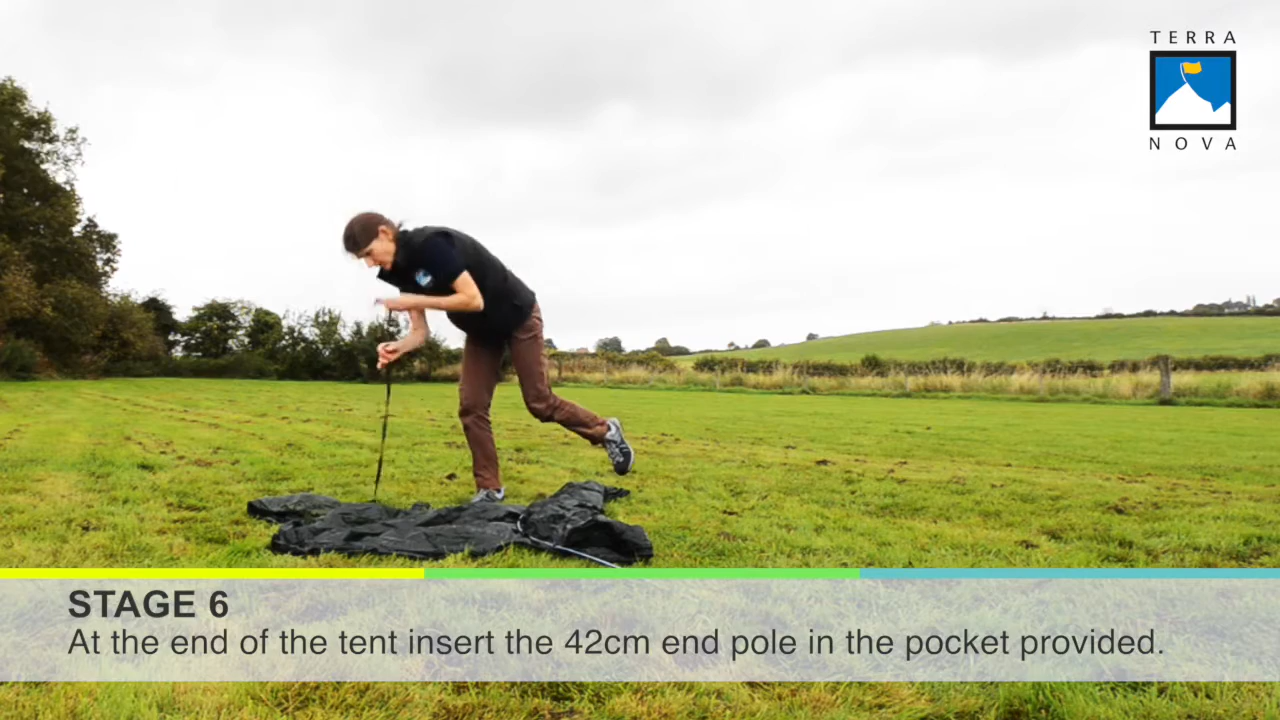 TERRA
NOVA
STAGE 6
At the end of the tent insert the 42cm end pole in the pocket provided.